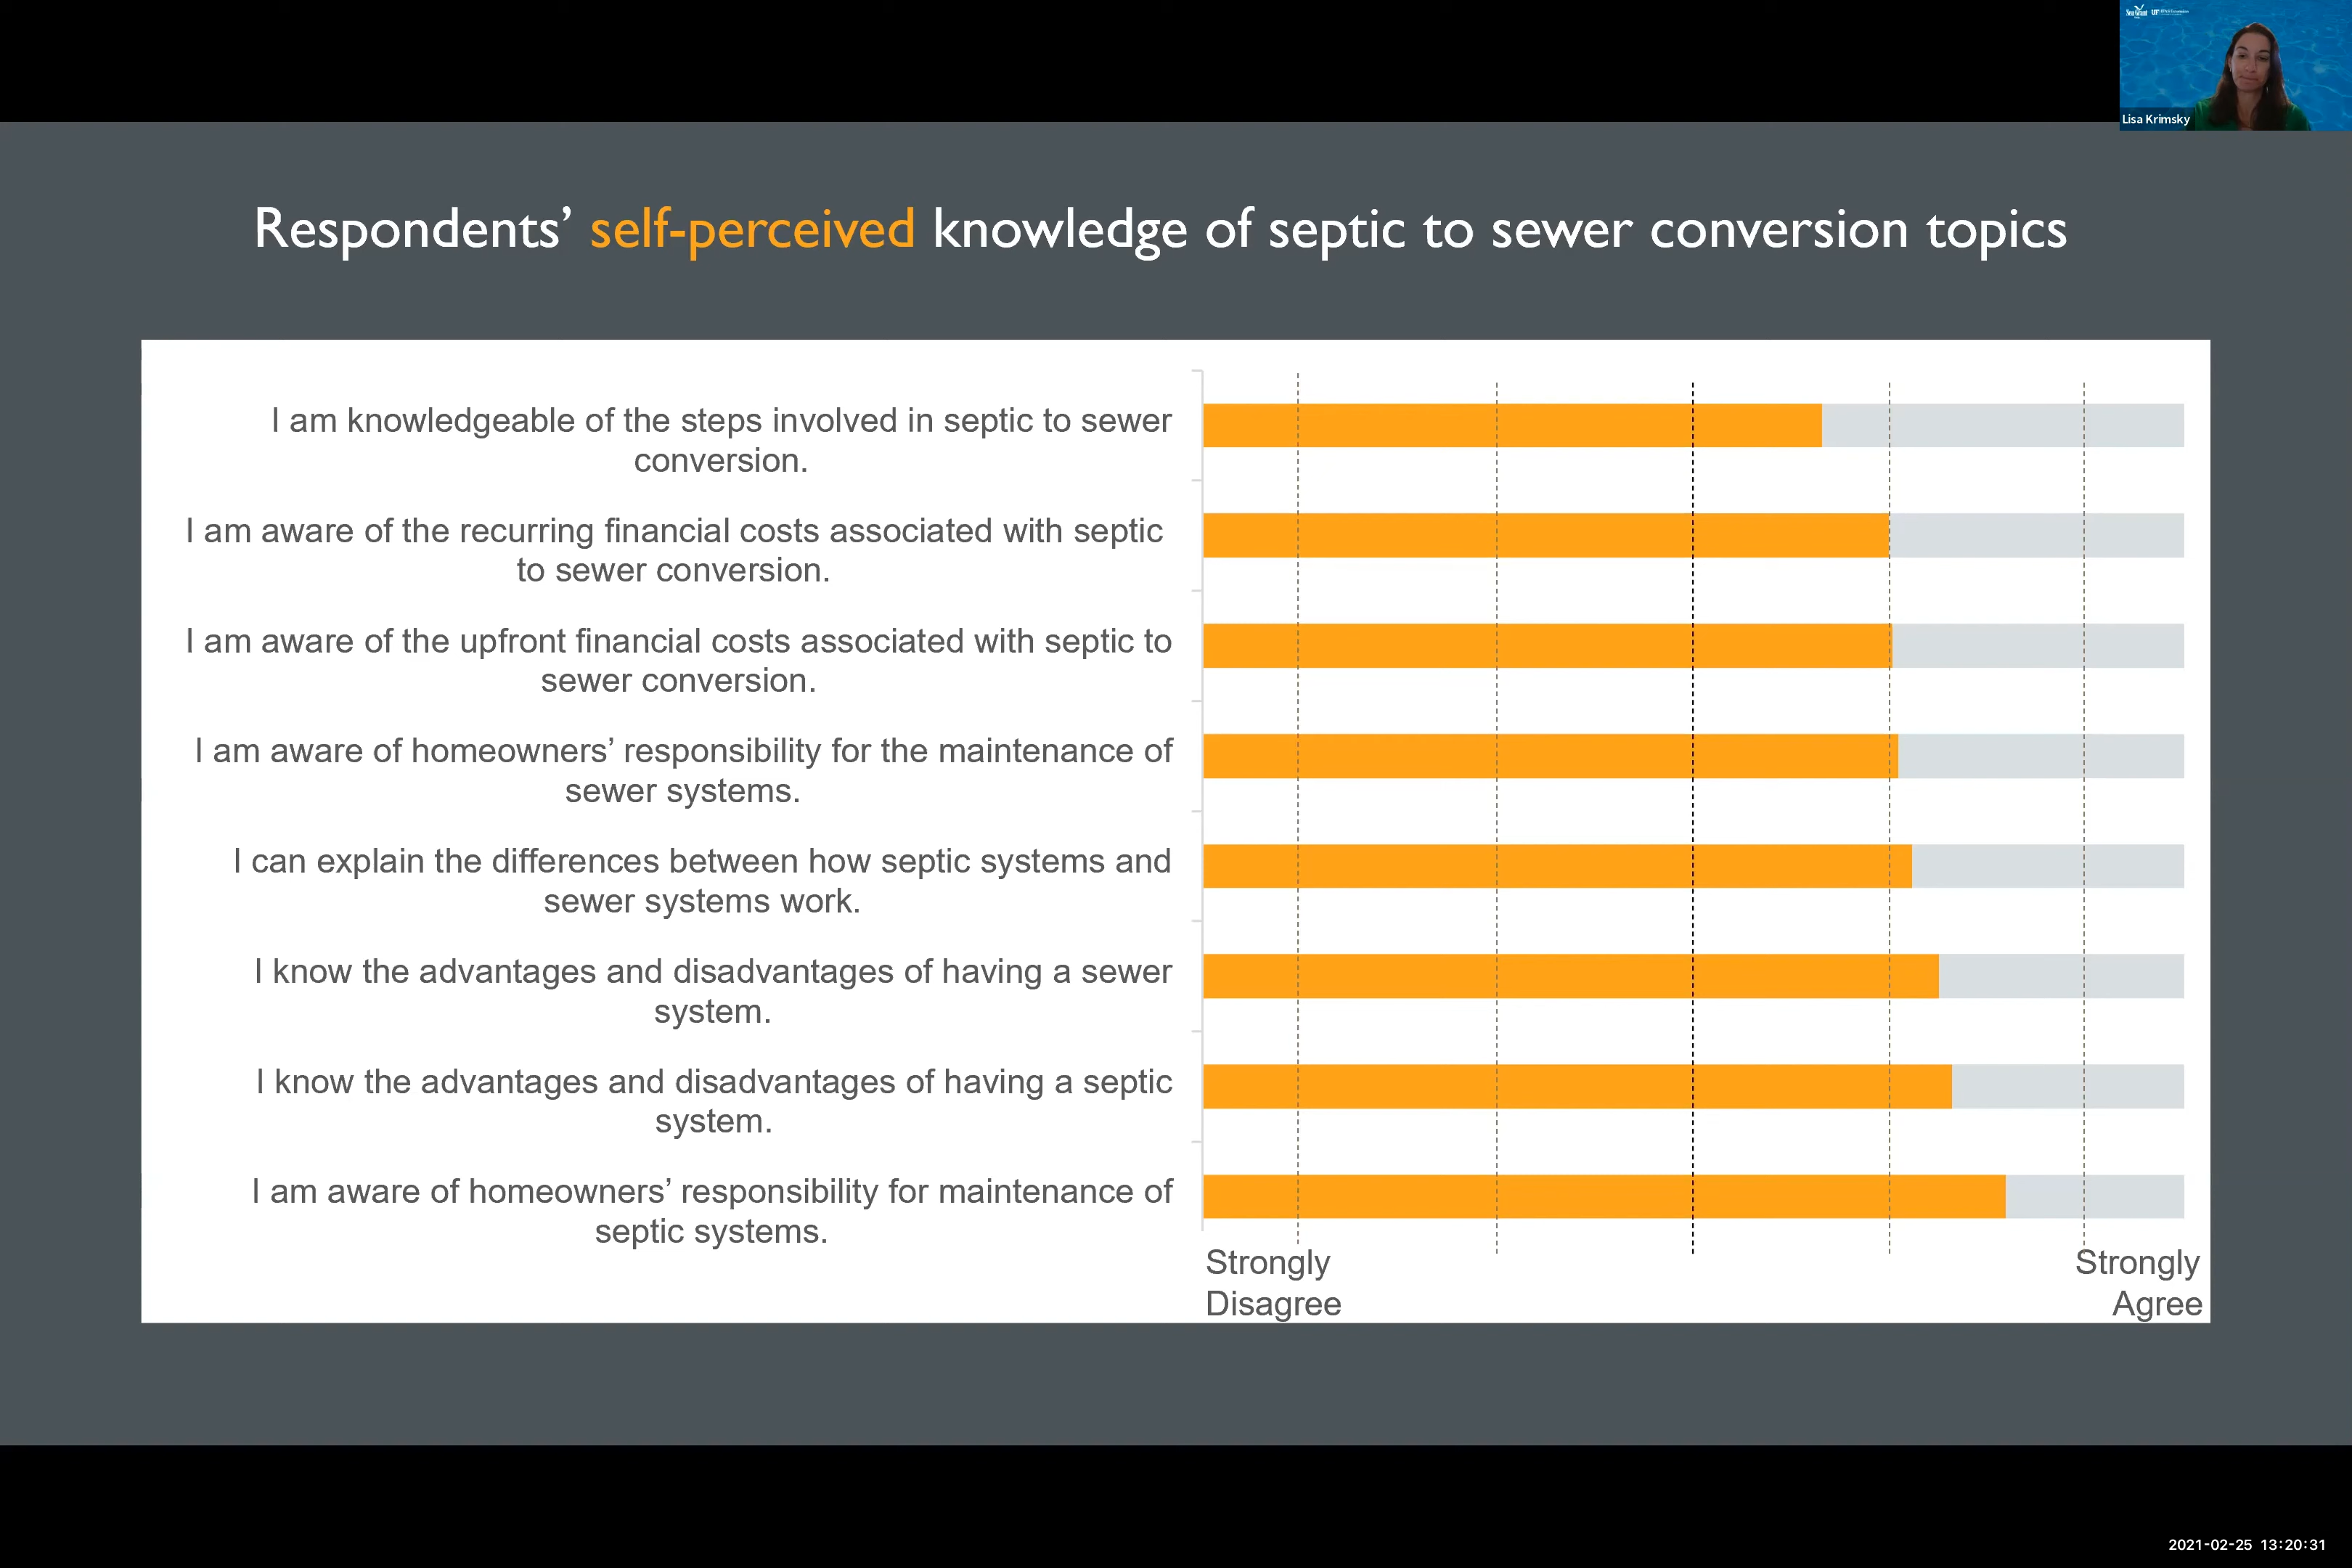 Sea Grant
UF
Lisa Krimsky
Respondents’ self-perceived knowledge of septic to sewer conversion topics
I am knowledgeable of the steps involved in septic to sewer
conversion.
I am aware of the recurring financial costs associated with septic
to sewer conversion.
I am aware of the upfront financial costs associated with septic to
sewer conversion.
I am aware of homeowners’ responsibility for the maintenance of
sewer systems.
I can explain the differences between how septic systems and
sewer systems work.
I know the advantages and disadvantages of having a sewer
system.
I know the advantages and disadvantages of having a septic
system.
I am aware of homeowners’ responsibility for maintenance of
septic systems.
Strongly
Disagree
Strongly
Agree
2021-02-25 13:20:31